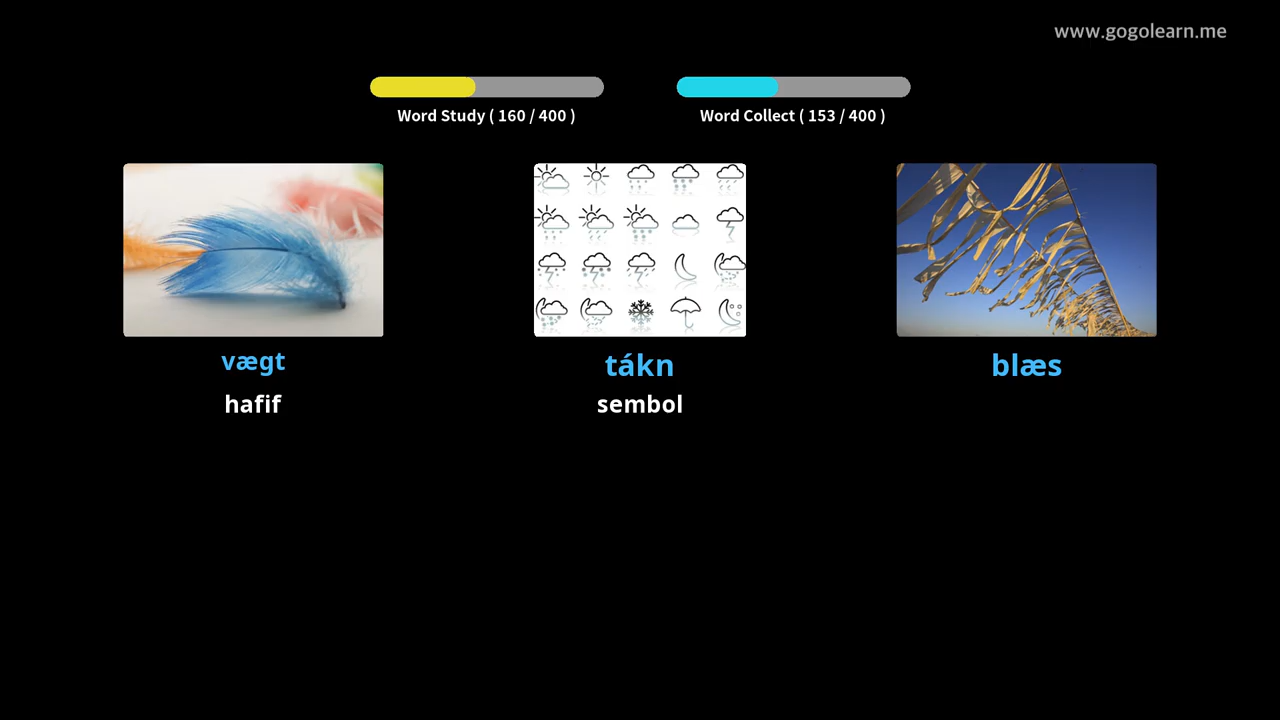 www.gogolearn.me
Word Study ( 160 / 400 )
Word Collect ( 153 / 400 )
vægt
hafif
tákn
sembol
blæs